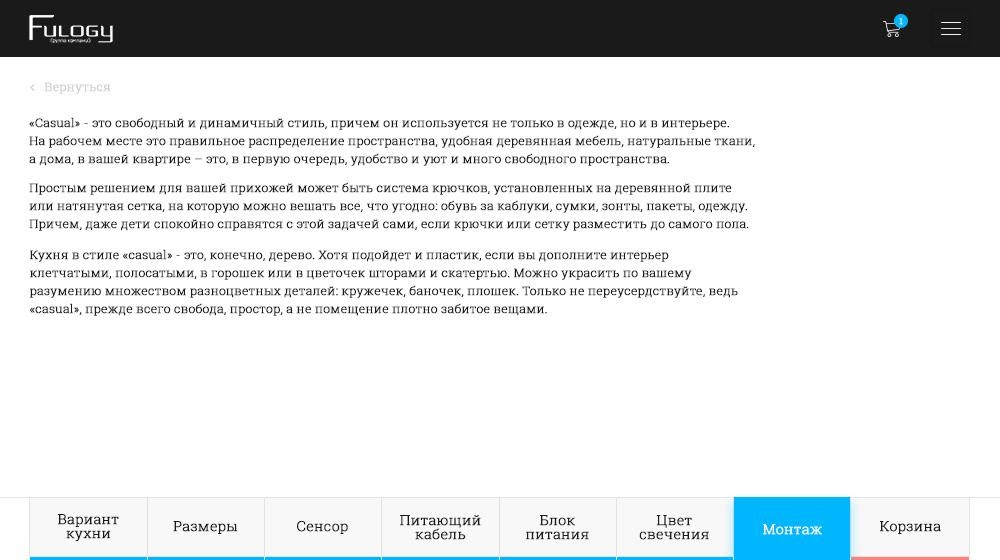 Fulogy
группа компаний
1
Вернуться
«Casual» - это свободный и динамичный стиль, причем он используется не только в одежде, но и в интерьере.
На рабочем месте это правильное распределение пространства, удобная деревянная мебель, натуральные ткани,
а дома, в вашей квартире – это, в первую очередь, удобство и уют и много свободного пространства.
Простым решением для вашей прихожей может быть система крючков, установленных на деревянной плите
или натянутая сетка, на которую можно вешать все, что угодно: обувь за каблуки, сумки, зонты, пакеты, одежду.
Причем, даже дети спокойно справятся с этой задачей сами, если крючки или сетку разместить до самого пола.
Кухня в стиле «casual» - это, конечно, дерево. Хотя подойдет и пластик, если вы дополните интерьер
клетчатыми, полосатыми, в горошек или в цветочек шторами и скатертью. Можно украсить по вашему
разумению множеством разноцветных деталей: кружечек, баночек, плошек. Только не переусердствуйте, ведь
«casual», прежде всего свобода, простор, а не помещение плотно забитое вещами.
Вариант
кухни
Размеры
Сенсор
Питающий
кабель
Блок
питания
Цвет
свечения
Монтаж
Корзина